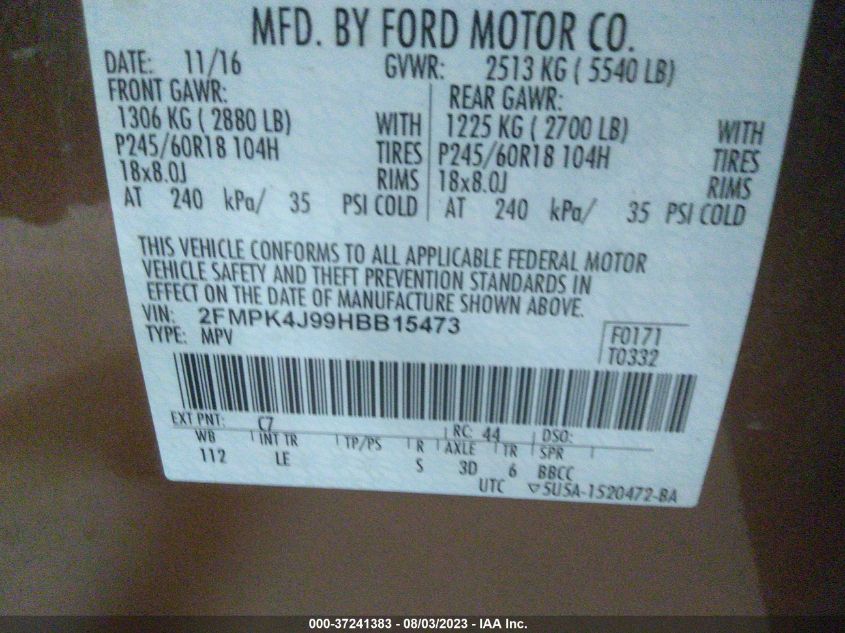 MFD. BY FORD MOTOR CO.
DATE: 11/16 GVWR: 2513 KG ( 5540 LB)
FRONT GAWR: REAR GAWR:
1306 KG ( 2880 LB) WITH 1225 KG ( 2700 LB) WITH
P245/60R18 104H TIRES P245/60R18 104H TIRES
18x8.0J RIMS 18x8.0J RIMS
AT 240 kPa/ 35 PSI COLD AT 240 kPa/ 35 PSI COLD
THIS VEHICLE CONFORMS TO ALL APPLICABLE FEDERAL MOTOR
VEHICLE SAFETY AND THEFT PREVENTION STANDARDS IN
EFFECT ON THE DATE OF MANUFACTURE SHOWN ABOVE.
VIN: 2FMPK4J99HBB15473
TYPE: MPV
F0171
T0332
EXT PNT: C7 RC: 44 DSO:
WB INT TR TP/PS R AXLE TR SPR
112 LE S 3D 6 BBCC
UTC ▽5U5A-1520472-BA
000-37241383 - 08/03/2023 - IAA Inc.